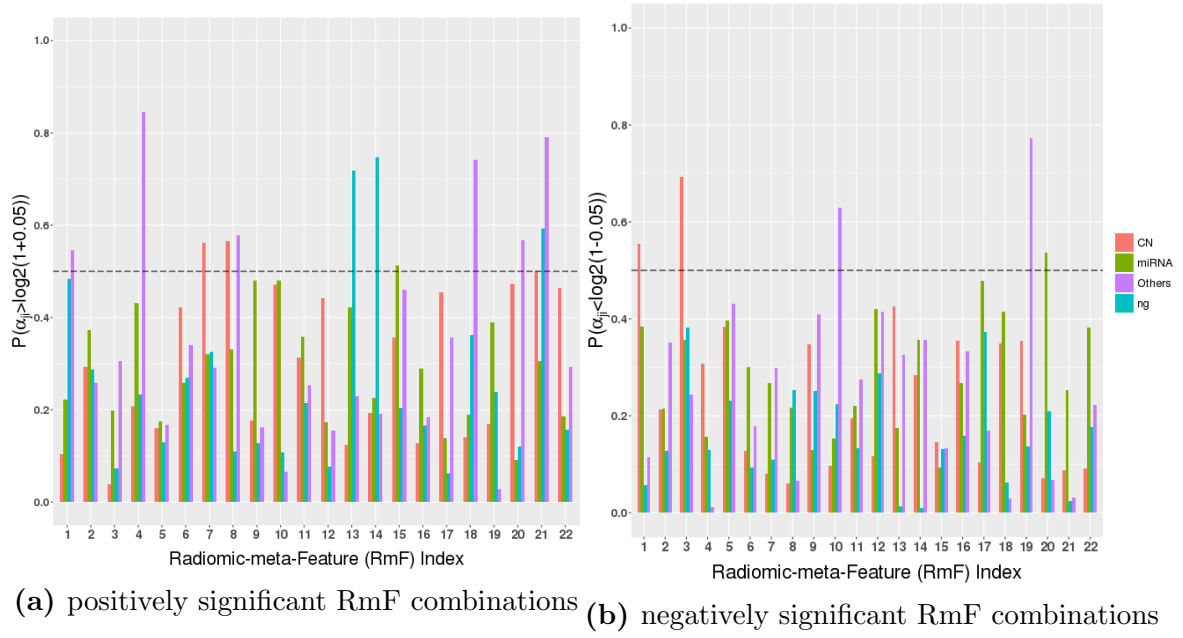 P(αji>log2(1+0.05))
1.0
0.8
0.6
0.4
0.2
0.0
1 2 3 4 5 6 7 8 9 10 11 12 13 14 15 16 17 18 19 20 21 22
Radiomic-meta-Feature (RmF) Index
(a) positively significant RmF combinations
P(αji<log2(1-0.05))
1.0
0.8
0.6
0.4
0.2
0.0
1 2 3 4 5 6 7 8 9 10 11 12 13 14 15 16 17 18 19 20 21 22
Radiomic-meta-Feature (RmF) Index
(b) negatively significant RmF combinations
CN
miRNA
Others
ng